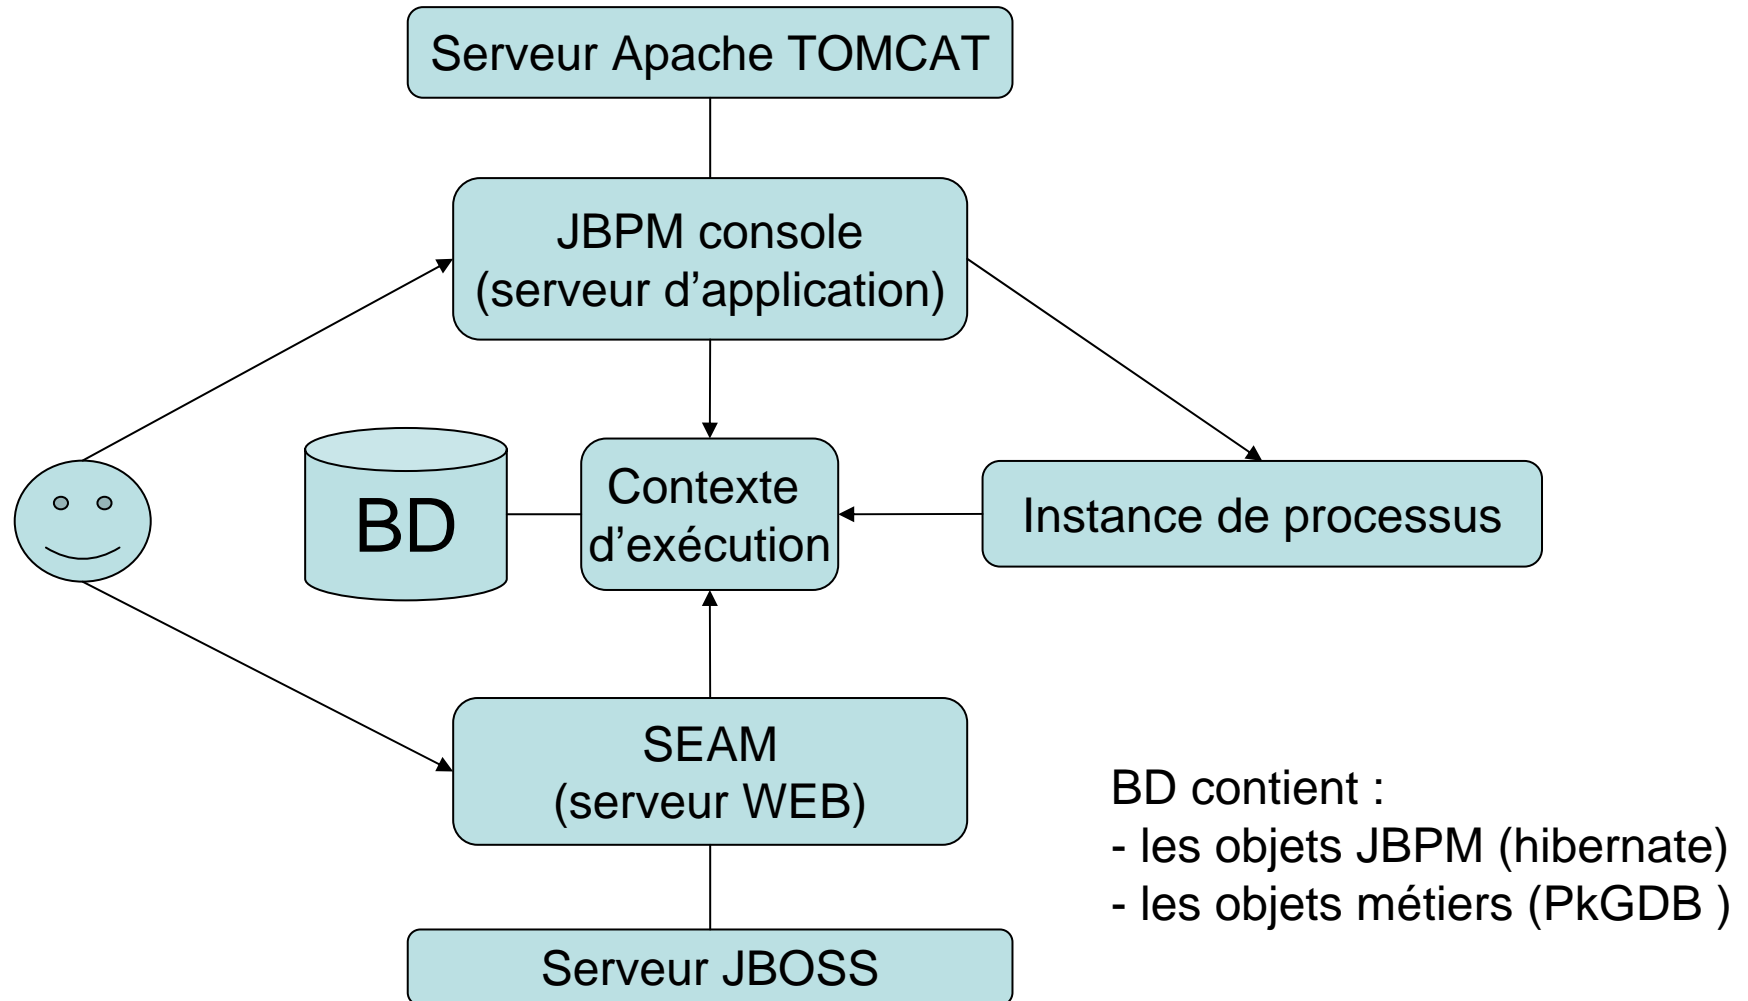 Serveur Apache TOMCAT
JBPM console
(serveur d’application)
BD
Contexte
d’exécution
Instance de processus
SEAM
(serveur WEB)
BD contient :
- les objets JBPM (hibernate)
- les objets métiers (PkGDB )
Serveur JBOSS